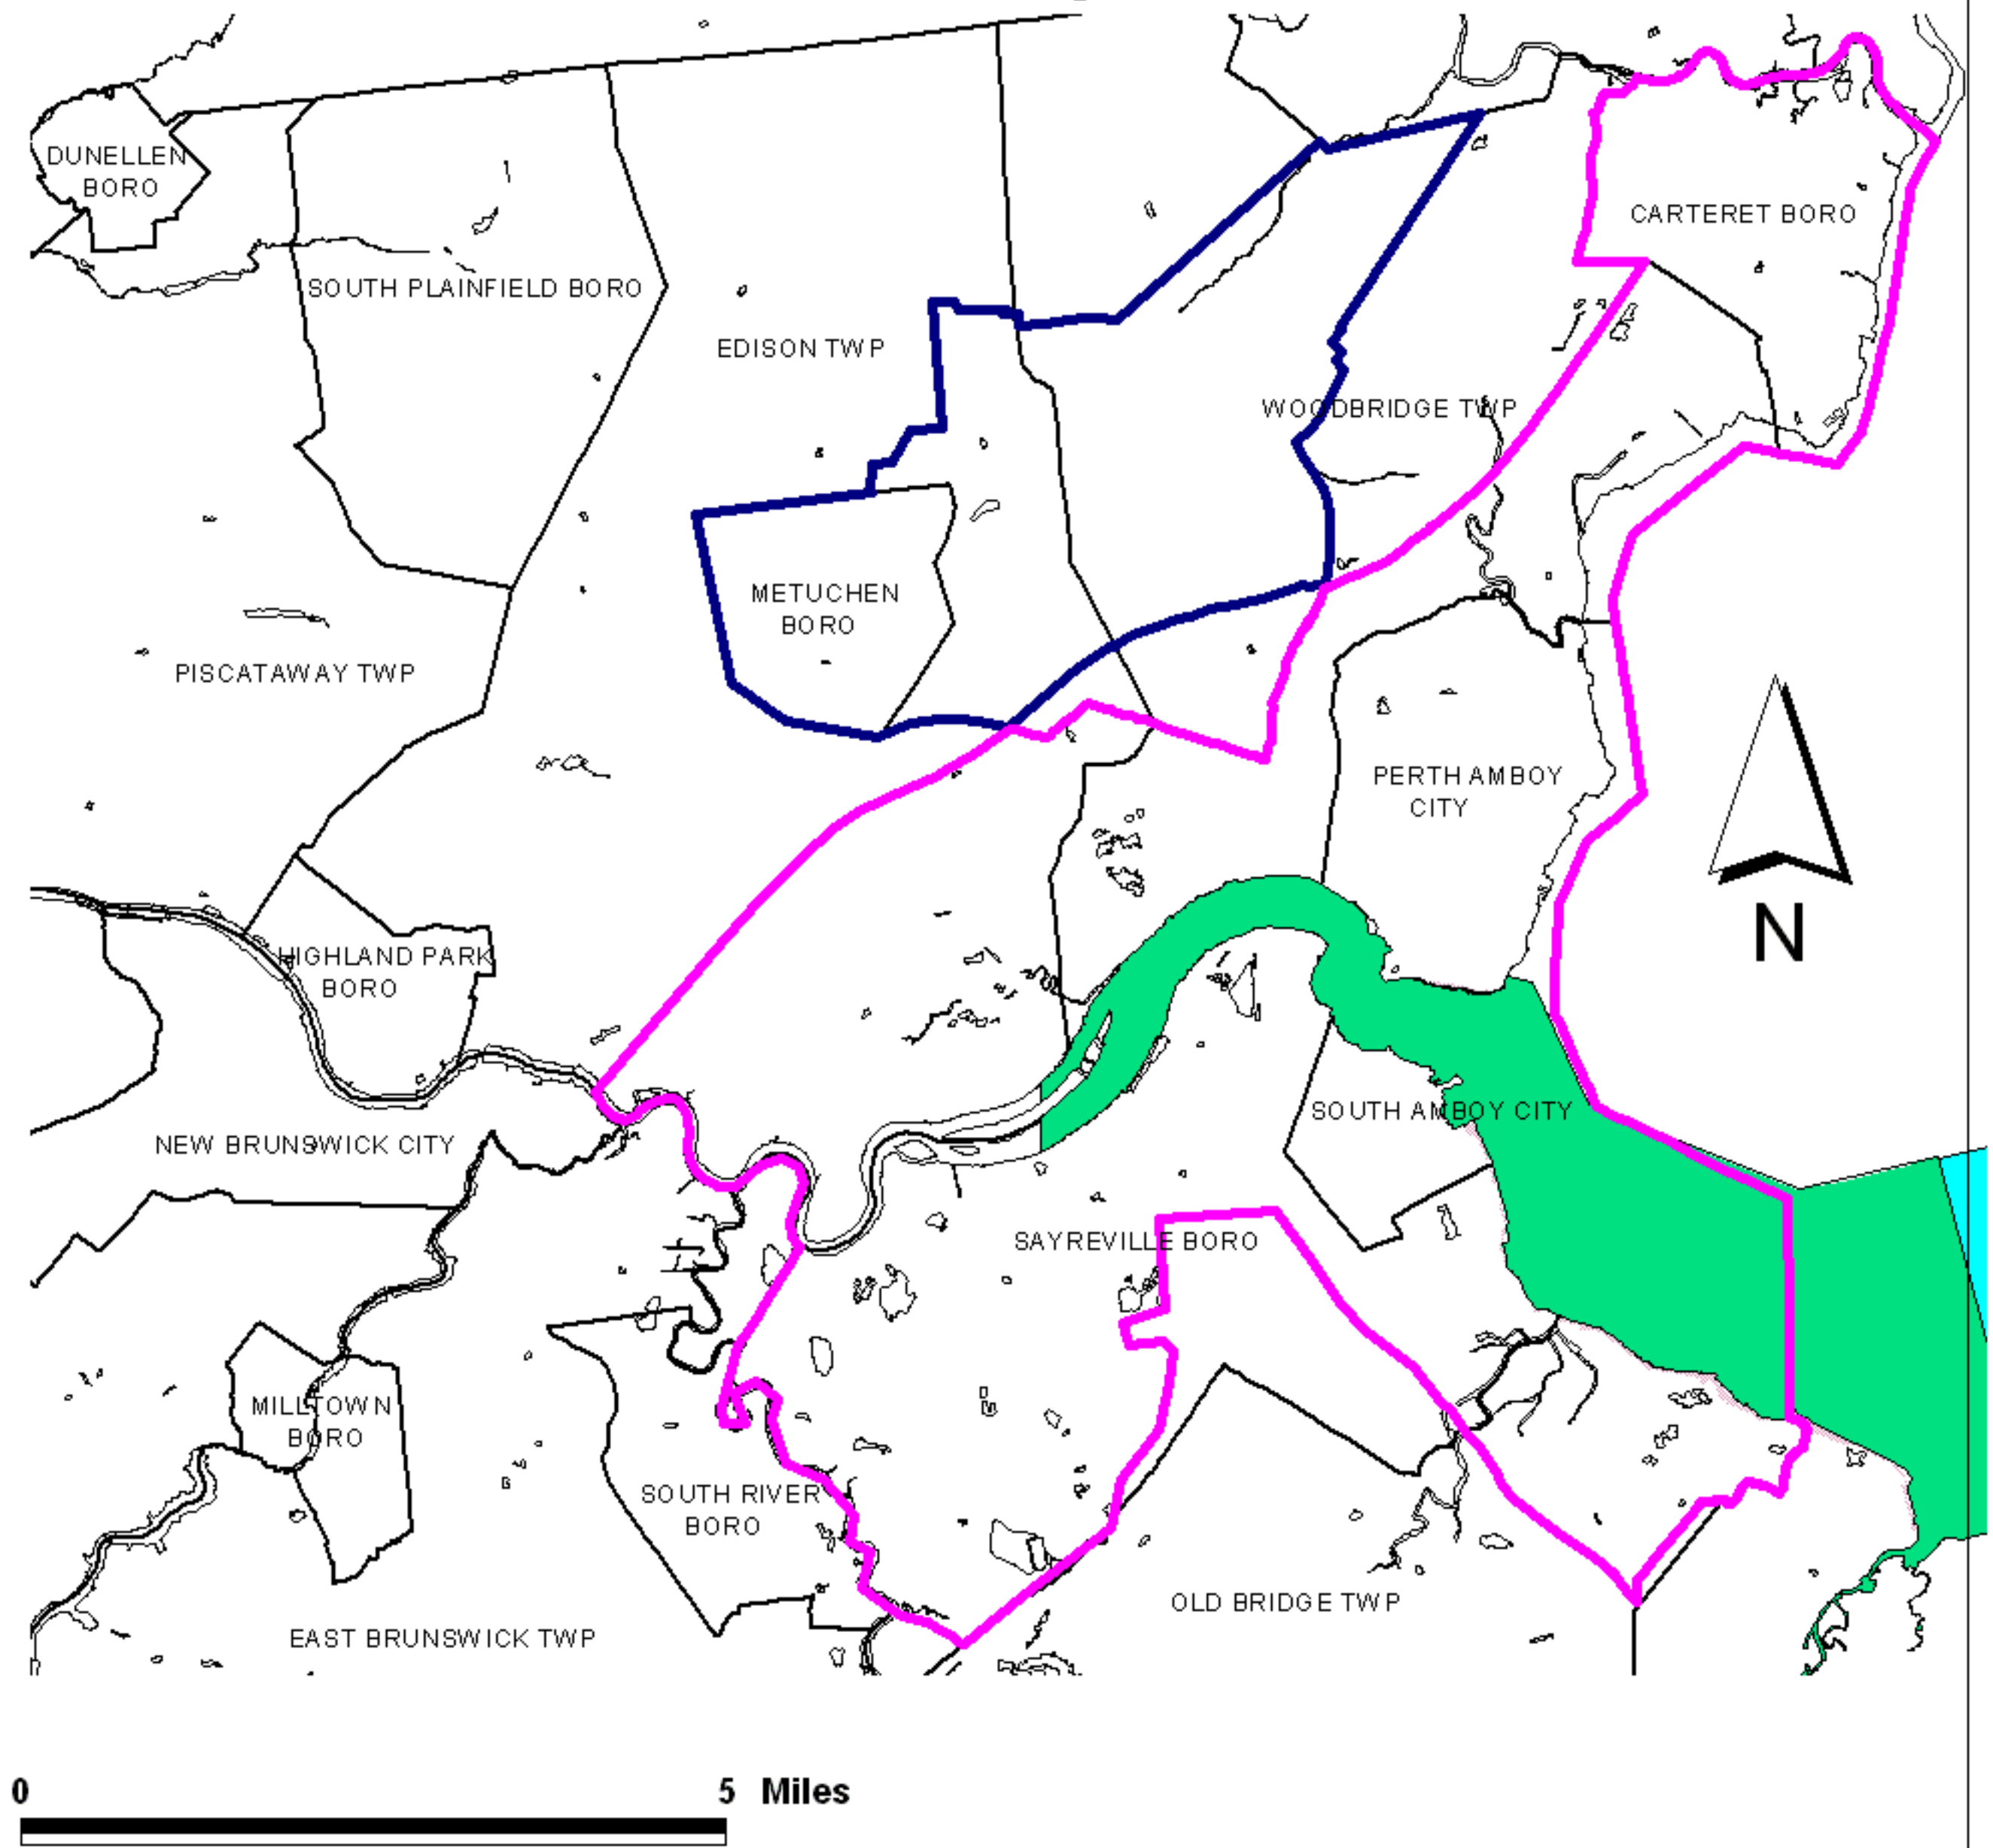 DUNELLEN
BORO
CARTERET BORO
SOUTH PLAINFIELD BORO
EDISON TWP
WOODBRIDGE TWP
METUCHEN
BORO
PISCATAWAY TWP
PERTH AMBOY
CITY
N
HIGHLAND PARK
BORO
SOUTH AMBOY CITY
NEW BRUNSWICK CITY
SAYREVILLE BORO
MILLTOWN
BORO
SOUTH RIVER
BORO
OLD BRIDGE TWP
EAST BRUNSWICK TWP
0 5 Miles